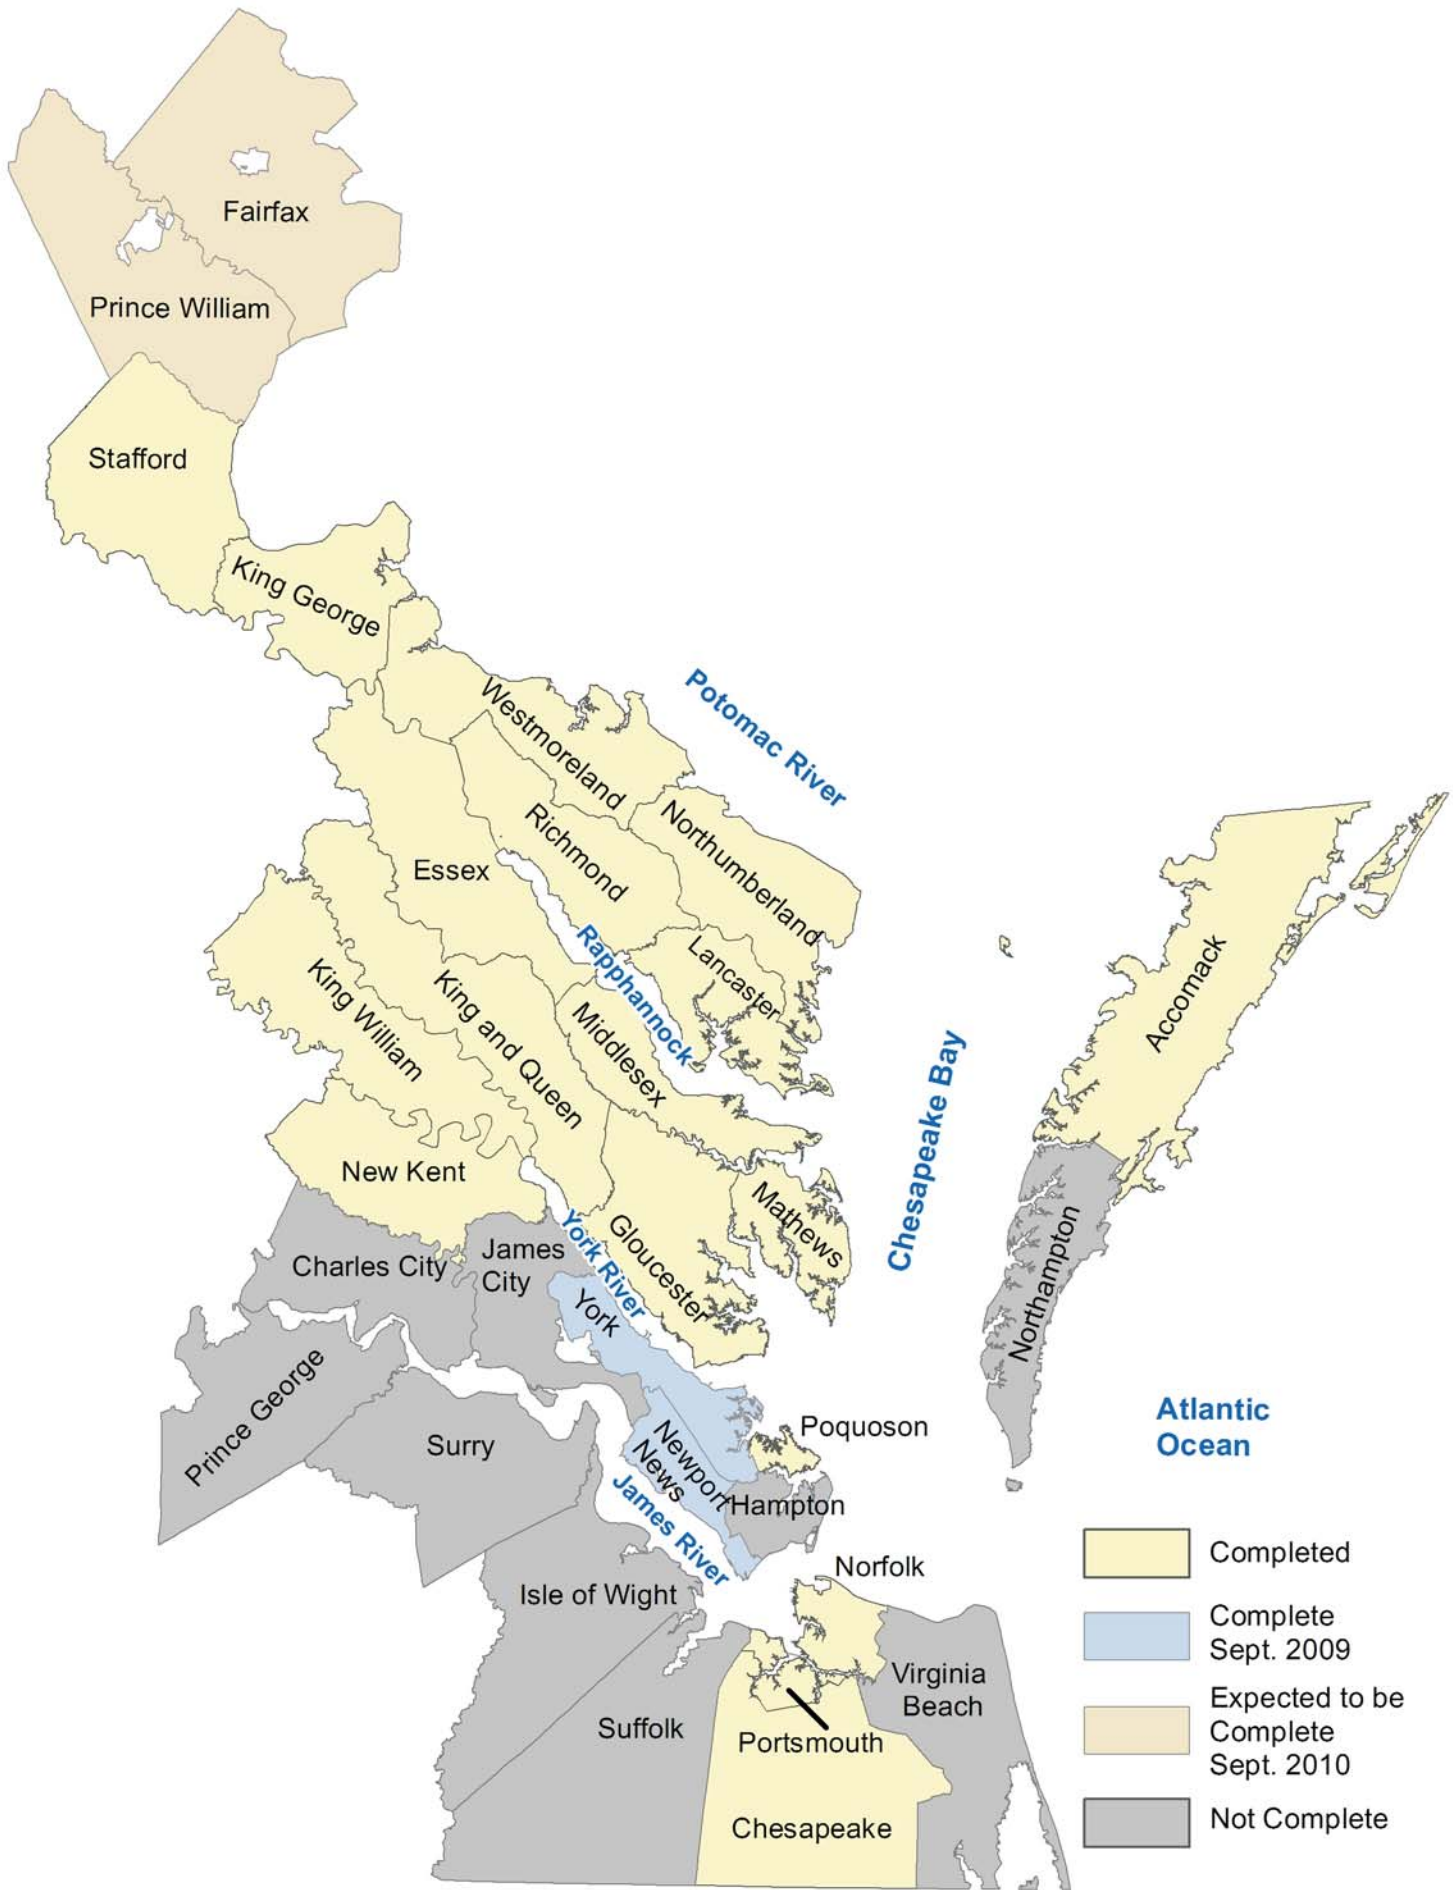 Fairfax
Prince William
Stafford
King George
Potomac River
Westmoreland
Northumberland
Richmond
Essex
Lancaster
Rapphannock
Accomack
King William
King and Queen
Middlesex
Chesapeake Bay
New Kent
Mathews
Gloucester
York River
Northampton
Charles City
James
City
York
Prince George
Surry
Newport
News
Poquoson
Atlantic
Ocean
Hampton
James River
Norfolk
Isle of Wight
Virginia
Beach
Suffolk
Portsmouth
Chesapeake
Completed
Complete
Sept. 2009
Expected to be
Complete
Sept. 2010
Not Complete